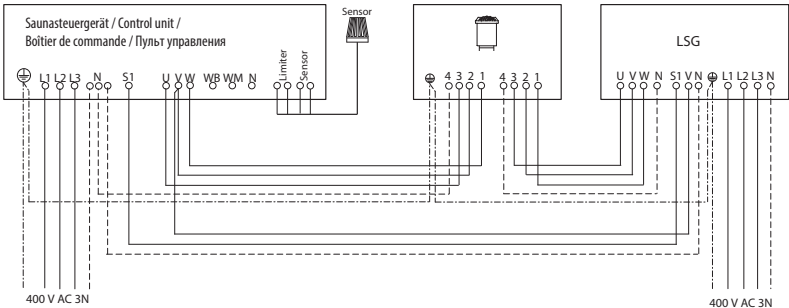 Saunasteuergerät / Control unit /
Boîtier de commande / Пульт управления
Sensor
LSG
Limiter
Sensor
L1 L2 L3 N S1 U V W WB WM N
4 3 2 1 4 3 2 1
U V W N S1 V N L1 L2 L3 N
400 V AC 3N
400 V AC 3N